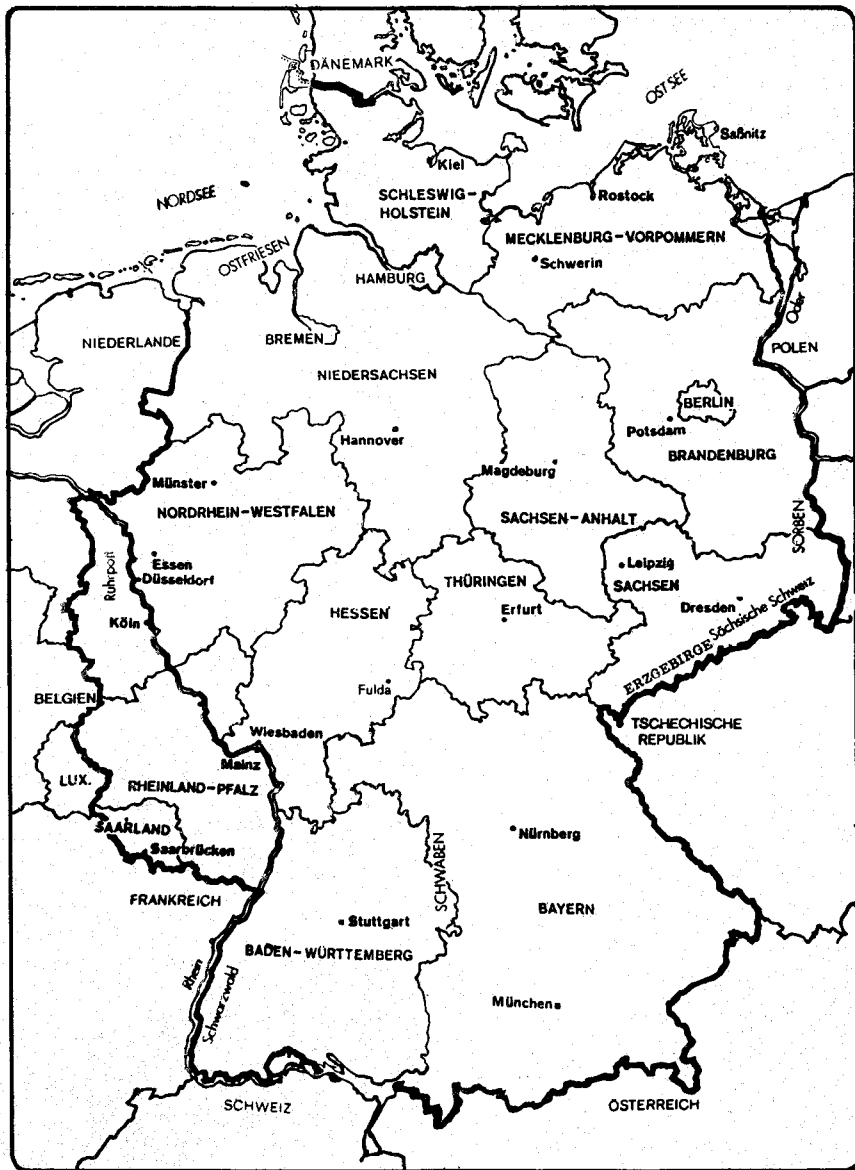 DÄNEMARK
OSTSEE
Saßnitz
Kiel
NORDSEE
SCHLESWIG-
HOLSTEIN
Rostock
MECKLENBURG-VORPOMMERN
OSTFRIESEN
Schwerin
HAMBURG
Oder
NIEDERLANDE
BREMEN
POLEN
NIEDERSACHSEN
BERLIN
Hannover
Potsdam
BRANDENBURG
Magdeburg
Münster
NORDRHEIN-WESTFALEN
SACHSEN-ANHALT
SORBEN
Essen
Düsseldorf
Leipzig
THÜRINGEN
SACHSEN
HESSEN
Erfurt
Dresden
Köln
Sächsische Schweiz
ERZGEBIRGE
Fulda
BELGIEN
TSCHECHISCHE
REPUBLIK
Wiesbaden
Mainz
LUX.
RHEINLAND-PFALZ
SAARLAND
Nürnberg
Saarbrücken
SCHWABEN
FRANKREICH
BAYERN
Stuttgart
BADEN-WÜRTTEMBERG
Rhein
Schwarzwald
München
SCHWEIZ
ÖSTERREICH